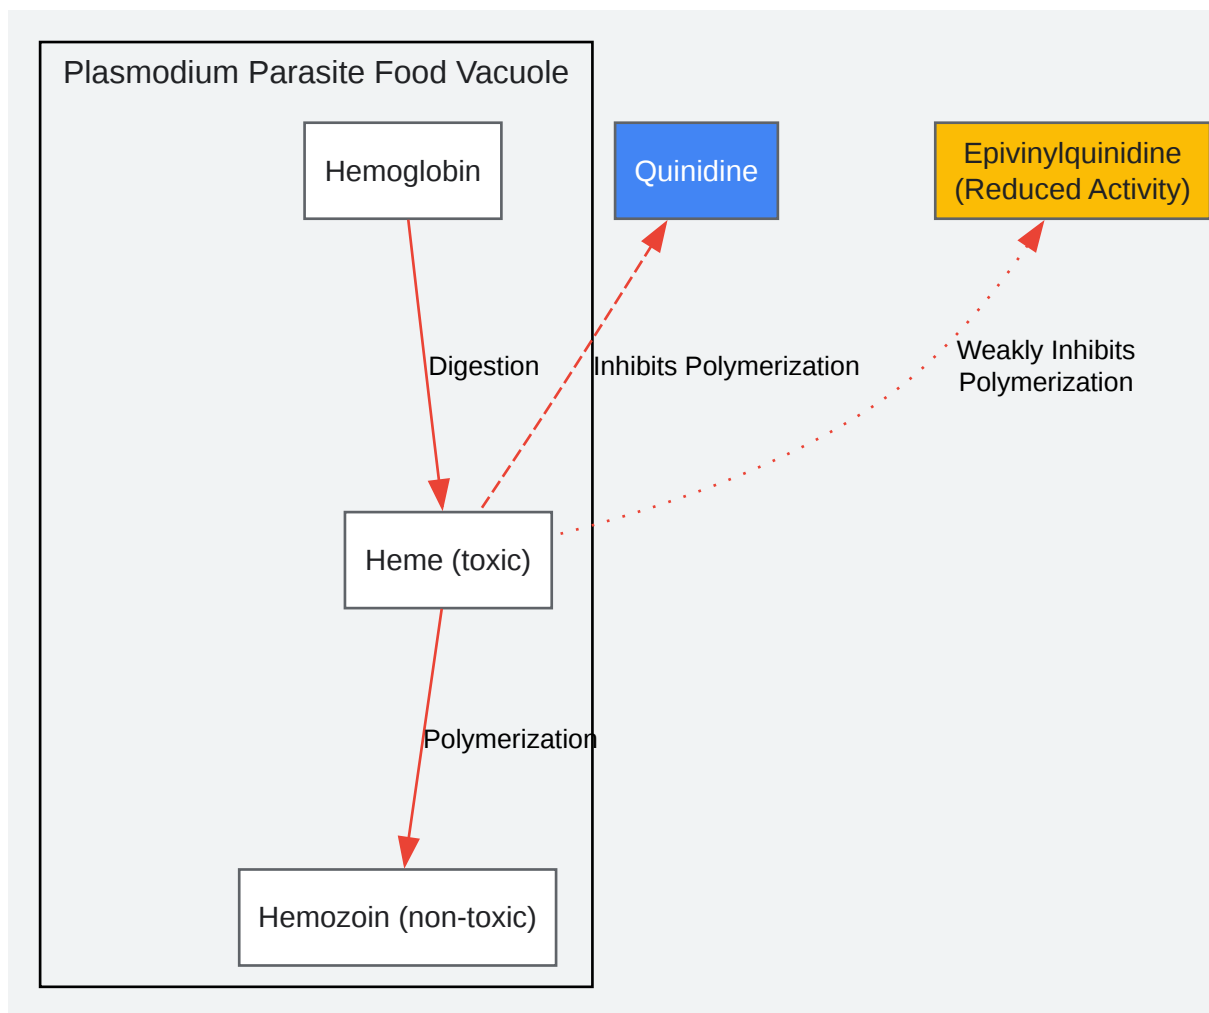 Plasmodium Parasite Food Vacuole
Hemoglobin
Quinidine
Epivinylquinidine
(Reduced Activity)
Digestion
Inhibits Polymerization
Weakly Inhibits
Polymerization
Heme (toxic)
Polymerization
Hemozoin (non-toxic)